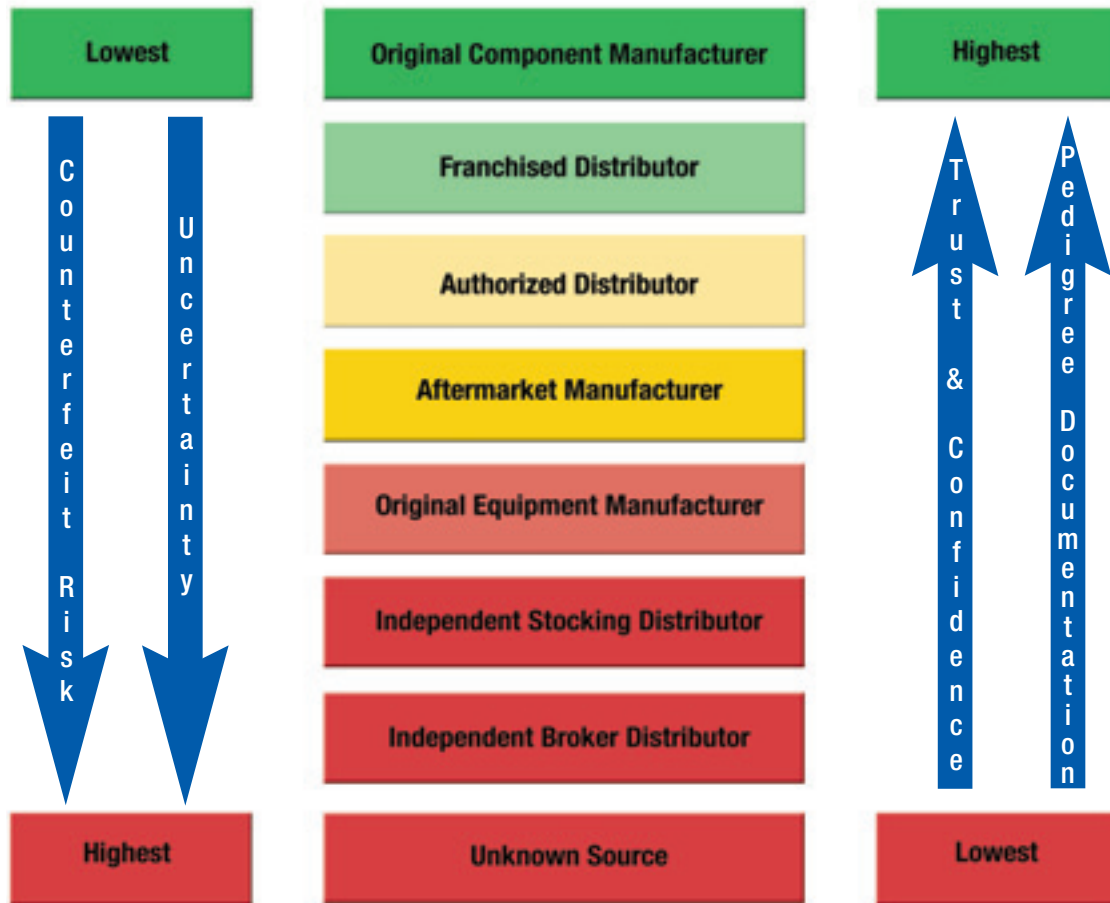 Lowest
Original Component Manufacturer
Highest
Counterfeit Risk
Uncertainty
Franchised Distributor
Authorized Distributor
Aftermarket Manufacturer
Original Equipment Manufacturer
Independent Stocking Distributor
Independent Broker Distributor
Trust & Confidence
Pedigree Documentation
Highest
Unknown Source
Lowest